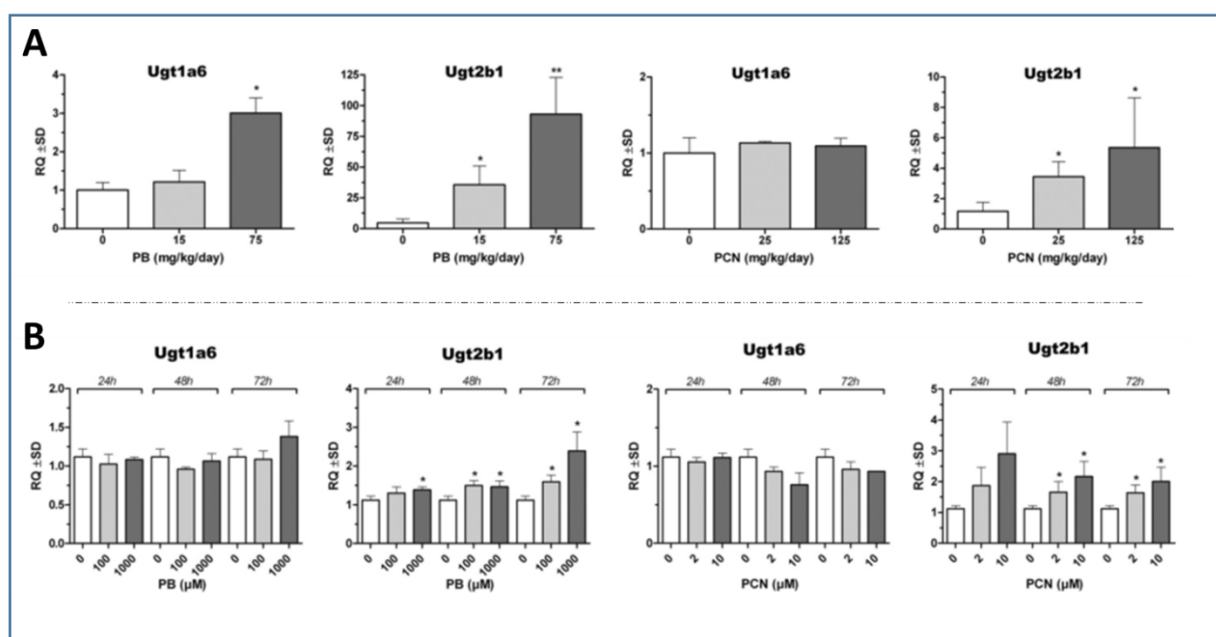 A
Ugt1a6
RQ ±SD
4
3
2
1
0
*
0 15 75
PB (mg/kg/day)
Ugt2b1
RQ ±SD
125
100
75
50
25
0
*
**
0 15 75
PB (mg/kg/day)
Ugt1a6
RQ ±SD
2
1
0
0 25 125
PCN (mg/kg/day)
Ugt2b1
RQ ±SD
10
8
6
4
2
0
*
*
0 25 125
PCN (mg/kg/day)
B
Ugt1a6
24h 48h 72h
RQ ±SD
2.0
1.5
1.0
0.5
0.0
0 100 1000 0 100 1000 0 100 1000
PB (µM)
Ugt2b1
24h 48h 72h
RQ ±SD
4
3
2
1
0
* * * * *
0 100 1000 0 100 1000 0 100 1000
PB (µM)
Ugt1a6
24h 48h 72h
RQ ±SD
2
1
0
0 2 10 0 2 10 0 2 10
PCN (µM)
Ugt2b1
24h 48h 72h
RQ ±SD
5
4
3
2
1
0
* * * *
0 2 10 0 2 10 0 2 10
PCN (µM)